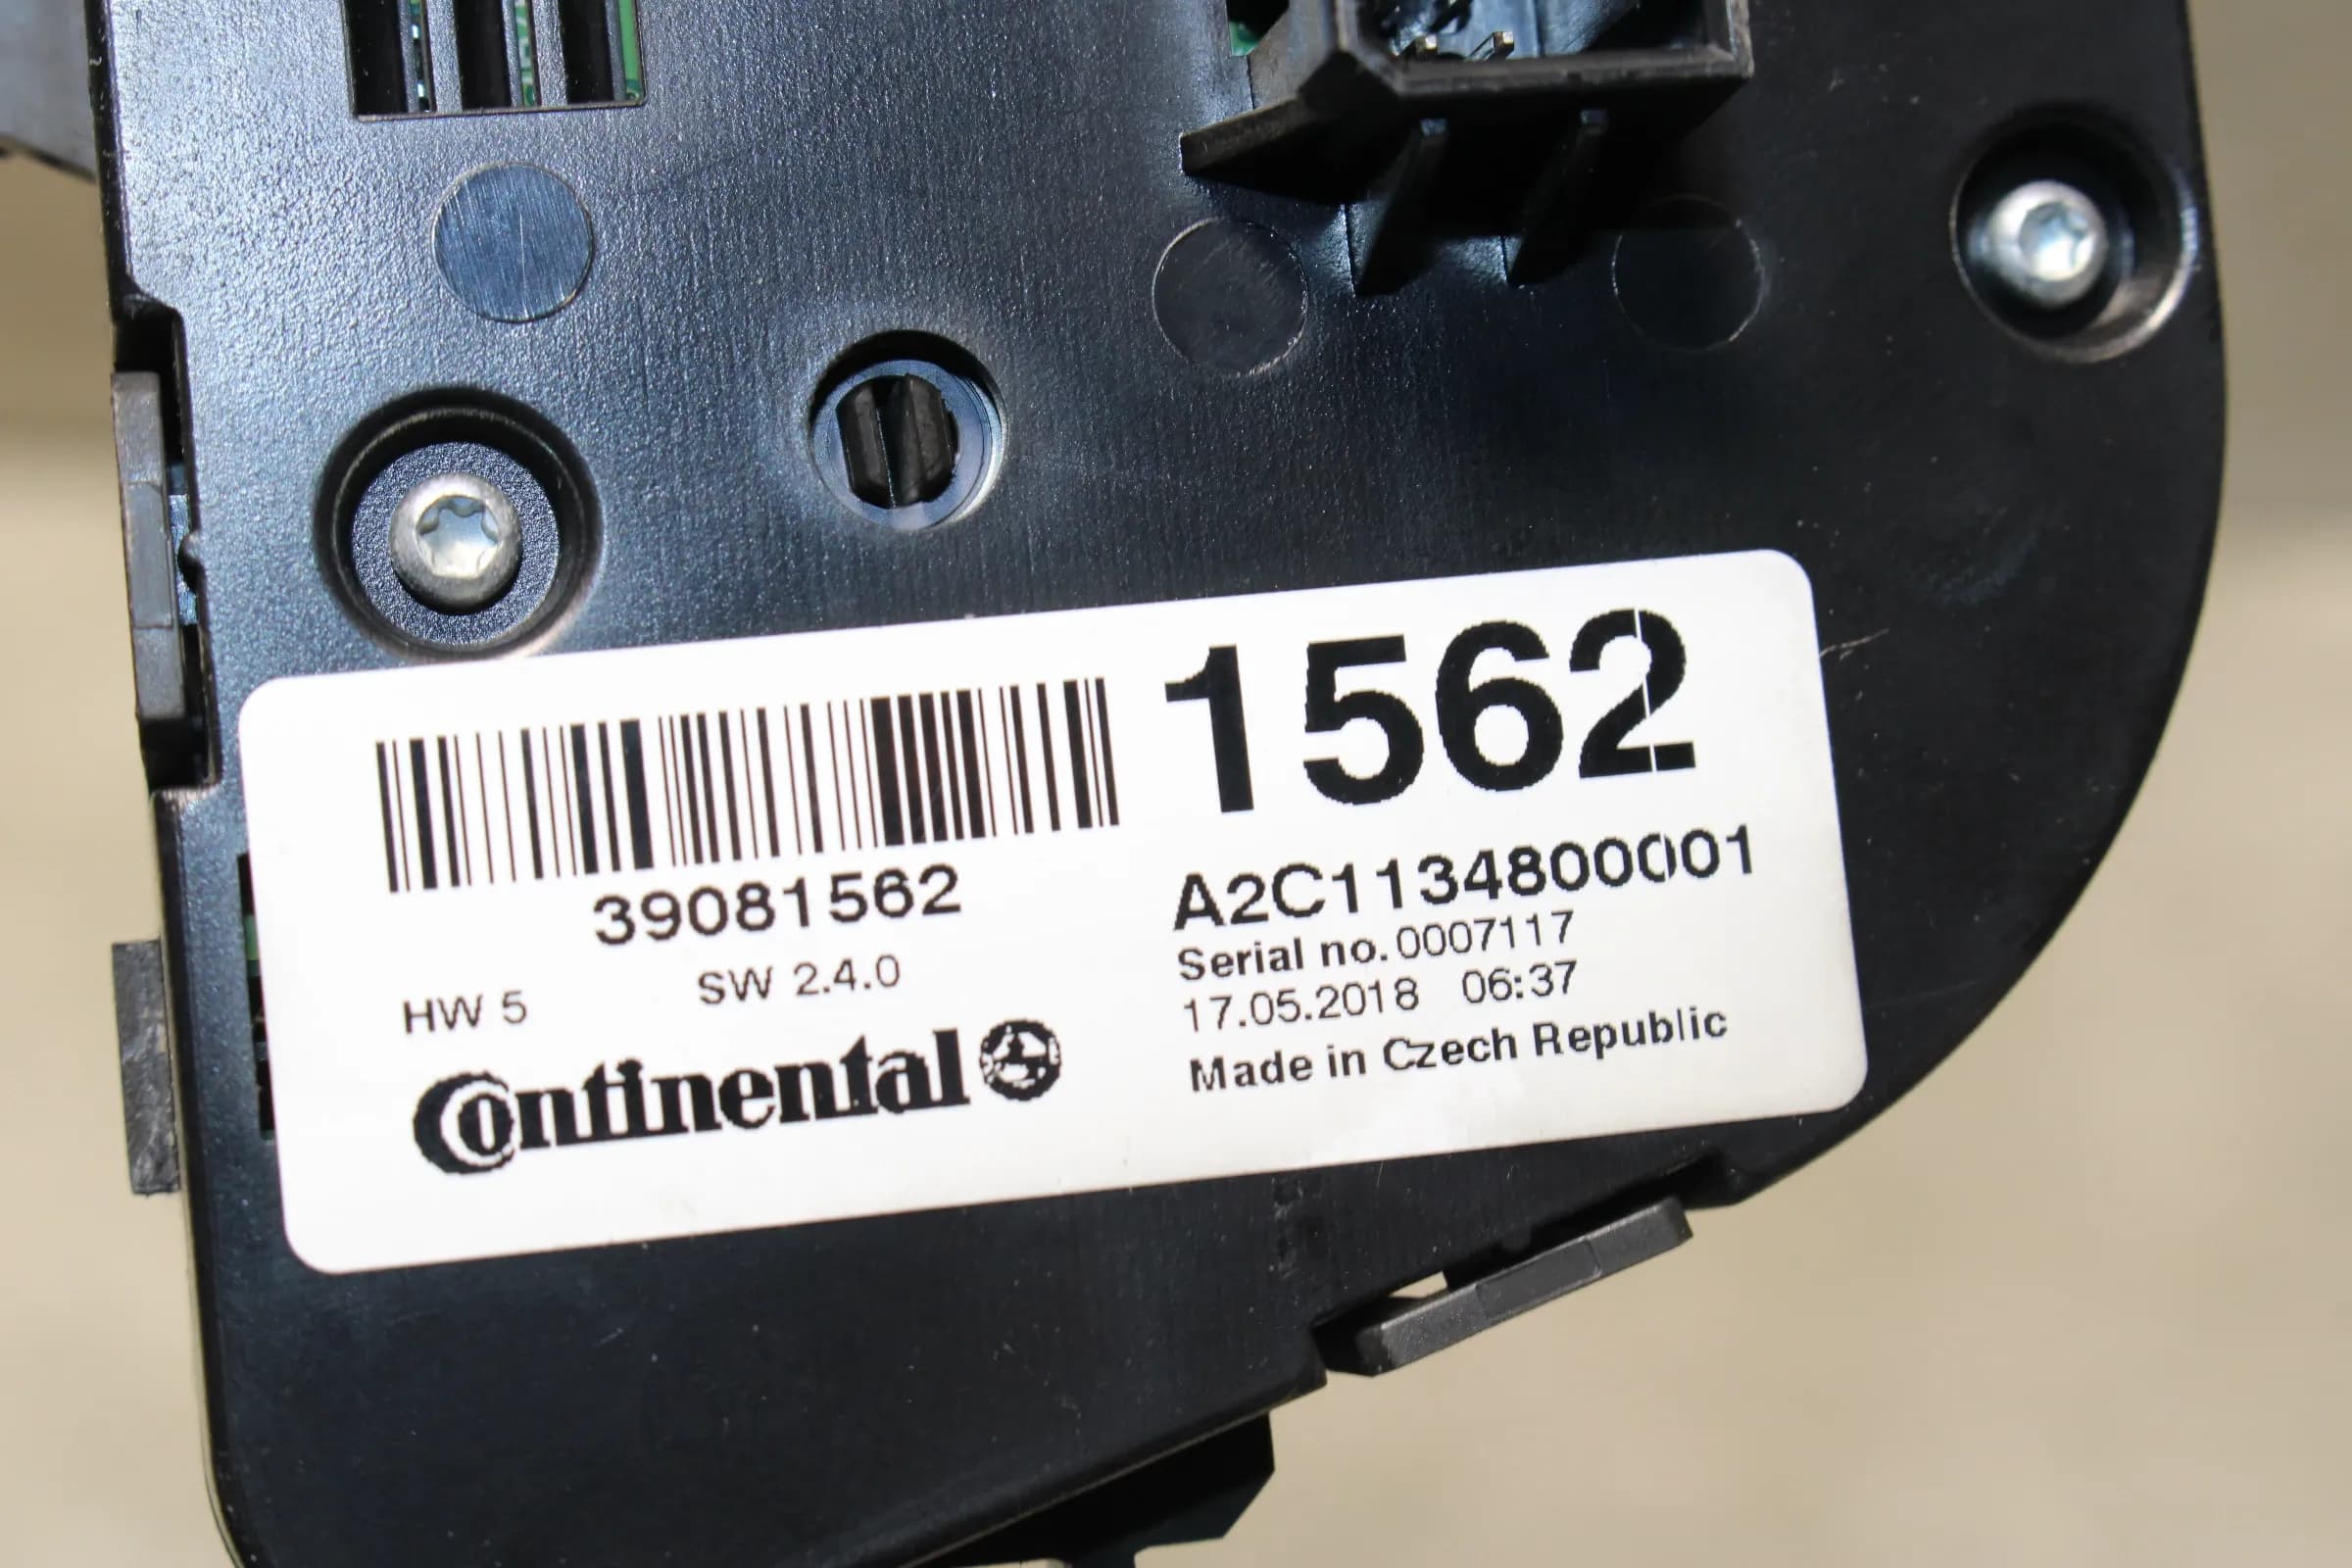 1562
39081562
SW 2.4.0
HW 5
Continental
A2C1134800001
Serial no. 0007117
17.05.2018 06:37
Made in Czech Republic